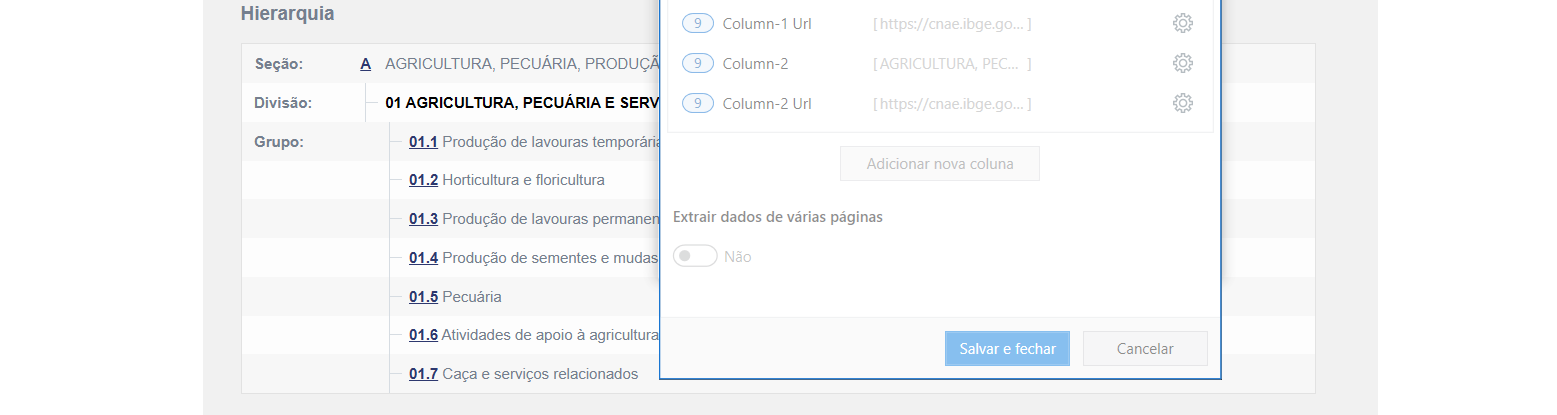 Hierarquia
Seção: A AGRICULTURA, PECUÁRIA, PRODUÇÃ
Divisão: 01 AGRICULTURA, PECUÁRIA E SERV
Grupo: 01.1 Produção de lavouras temporária
01.2 Horticultura e floricultura
01.3 Produção de lavouras permanen
01.4 Produção de sementes e mudas
01.5 Pecuária
01.6 Atividades de apoio à agricultura
01.7 Caça e serviços relacionados
9 Column-1 Url [https://cnae.ibge.go... ]
9 Column-2 [AGRICULTURA, PEC... ]
9 Column-2 Url [https://cnae.ibge.go... ]
Adicionar nova coluna
Extrair dados de várias páginas
Não
Salvar e fechar Cancelar